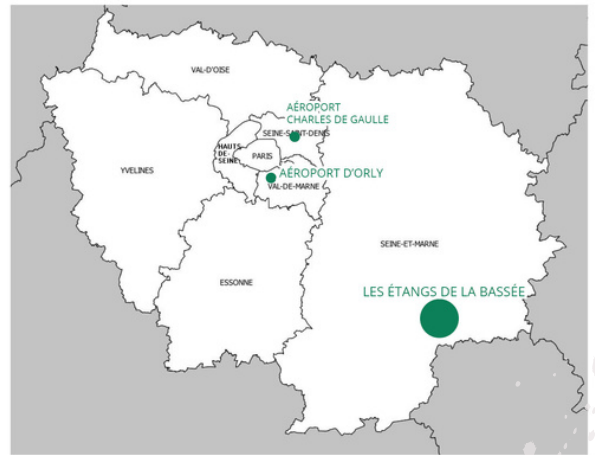 VAL-D'OISE
AÉROPORT
CHARLES DE GAULLE
SEINE-SAINT-DENIS
HAUTS-
DE-
SEINE
PARIS
YVELINES
AÉROPORT D'ORLY
VAL-DE-MARNE
SEINE-ET-MARNE
ESSONNE
LES ÉTANGS DE LA BASSÉE